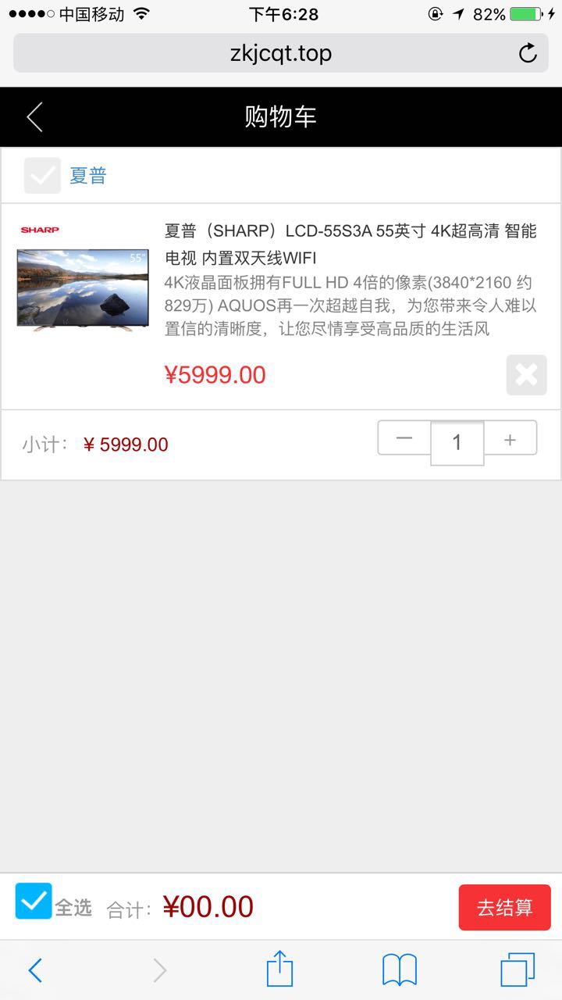 中国移动 下午6:28 82%
zkjcqt.top
购物车
夏普
SHARP
55"
夏普（SHARP）LCD-55S3A 55英寸 4K超高清 智能
电视 内置双天线WIFI
4K液晶面板拥有FULL HD 4倍的像素(3840*2160 约
829万) AQUOS再一次超越自我，为您带来令人难以
置信的清晰度，让您尽情享受高品质的生活风
¥5999.00
小计： ¥ 5999.00 — 1 +
全选 合计: ¥00.00 去结算